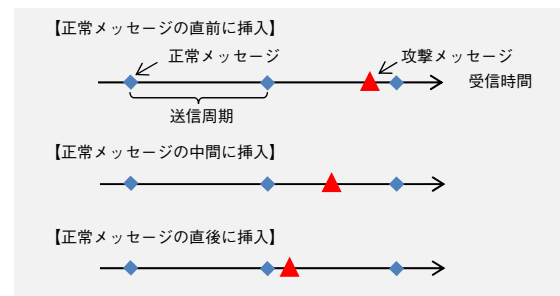 【正常メッセージの直前に挿入】
正常メッセージ
攻撃メッセージ
受信時間
送信周期
【正常メッセージの中間に挿入】
【正常メッセージの直後に挿入】